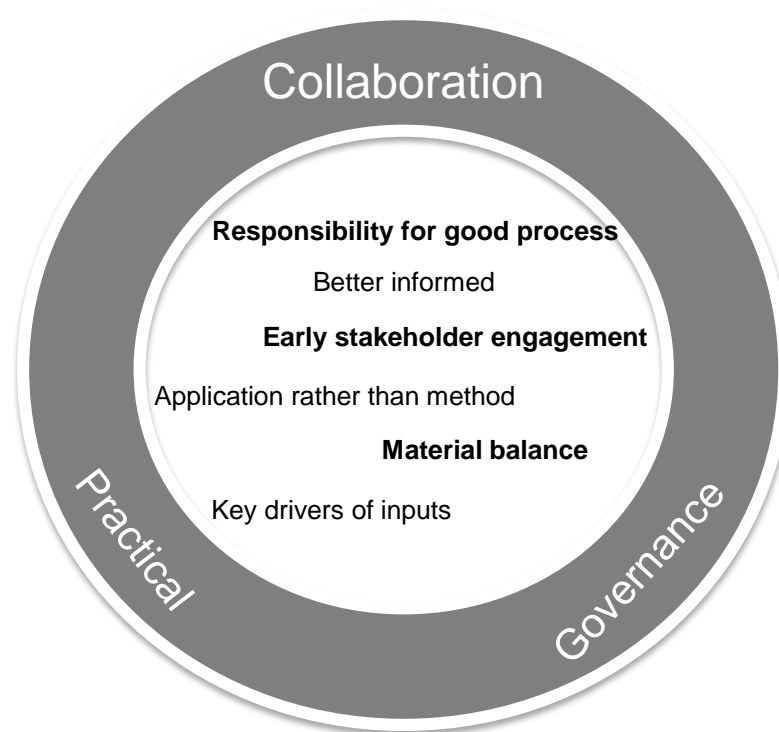 Collaboration
Responsibility for good process
Better informed
Early stakeholder engagement
Application rather than method
Material balance
Key drivers of inputs
Practical
Governance